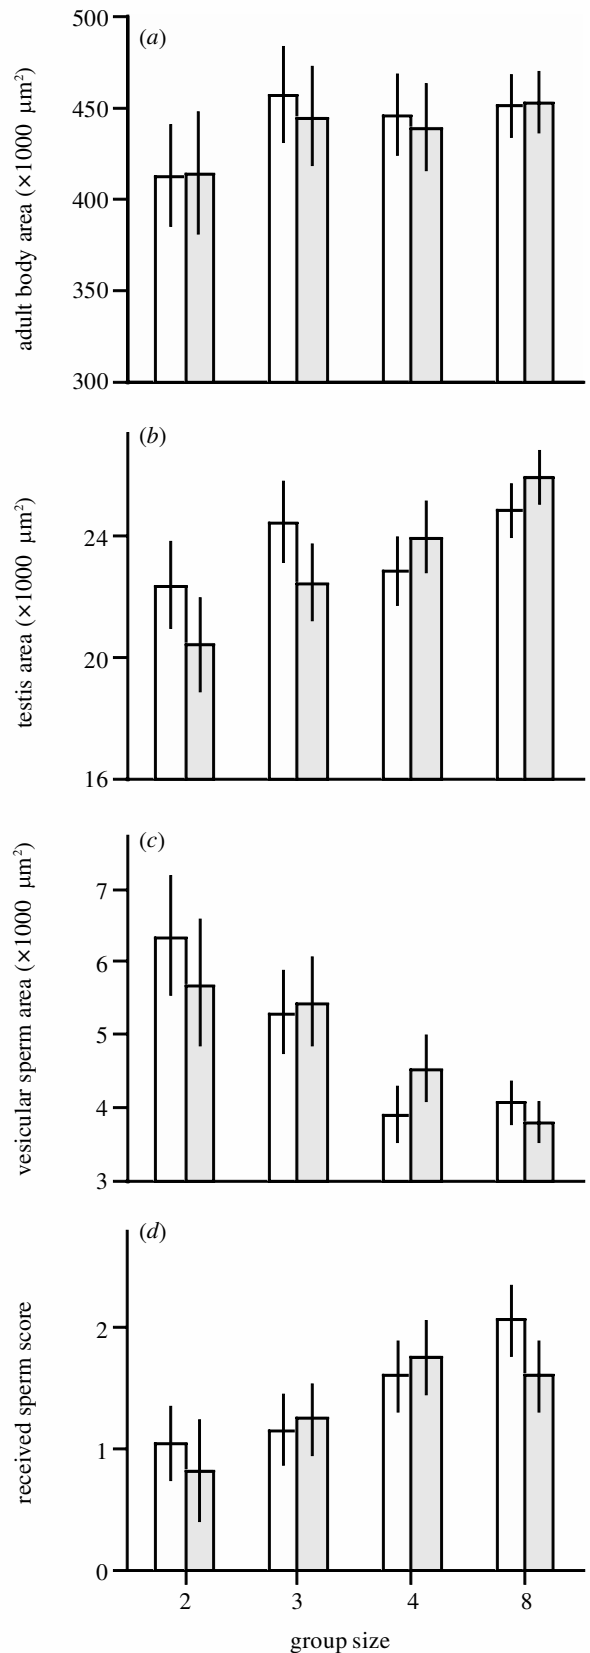 (a)
500
450
400
350
300
adult body area (×1000 μm²)
(b)
24
20
16
testis area (×1000 μm²)
(c)
7
6
5
4
3
vesicular sperm area (×1000 μm²)
(d)
2
1
0
received sperm score
2 3 4 8
group size